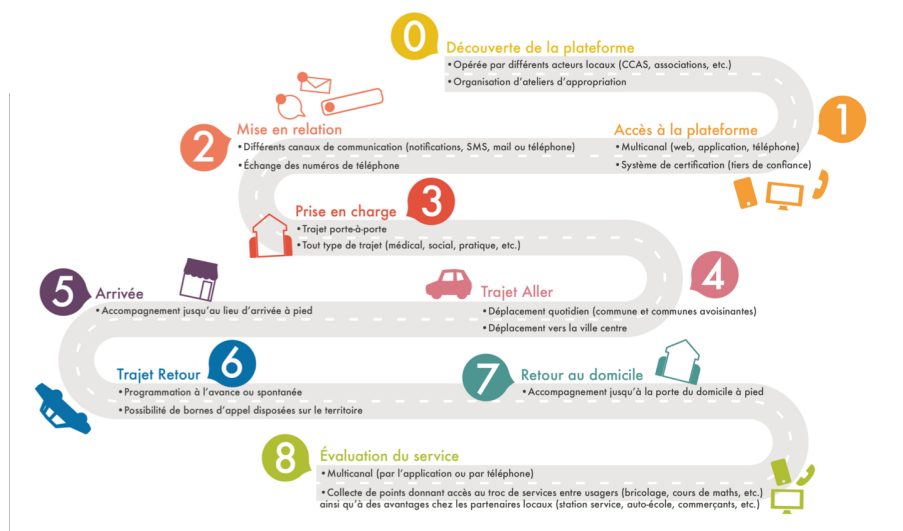 0
Découverte de la plateforme
• Opérée par différents acteurs locaux (CCAS, associations, etc.)
• Organisation d'ateliers d'appropriation
1
Accès à la plateforme
• Multicanal (web, application, téléphone)
• Système de certification (tiers de confiance)
2
Mise en relation
• Différents canaux de communication (notifications, SMS, mail ou téléphone)
• Échange des numéros de téléphone
3
Prise en charge
• Trajet porte-à-porte
• Tout type de trajet (médical, social, pratique, etc.)
4
Trajet Aller
• Déplacement quotidien (commune et communes avoisinantes)
• Déplacement vers la ville centre
5
Arrivée
• Accompagnement jusqu'au lieu d'arrivée à pied
6
Trajet Retour
• Programmation à l'avance ou spontanée
• Possibilité de bornes d'appel disposées sur le territoire
7
Retour au domicile
• Accompagnement jusqu'à la porte du domicile à pied
8
Évaluation du service
• Multicanal (par l'application ou par téléphone)
• Collecte de points donnant accès au troc de services entre usagers (bricolage, cours de maths, etc.)
ainsi qu'à des avantages chez les partenaires locaux (station service, auto-école, commerçants, etc.)